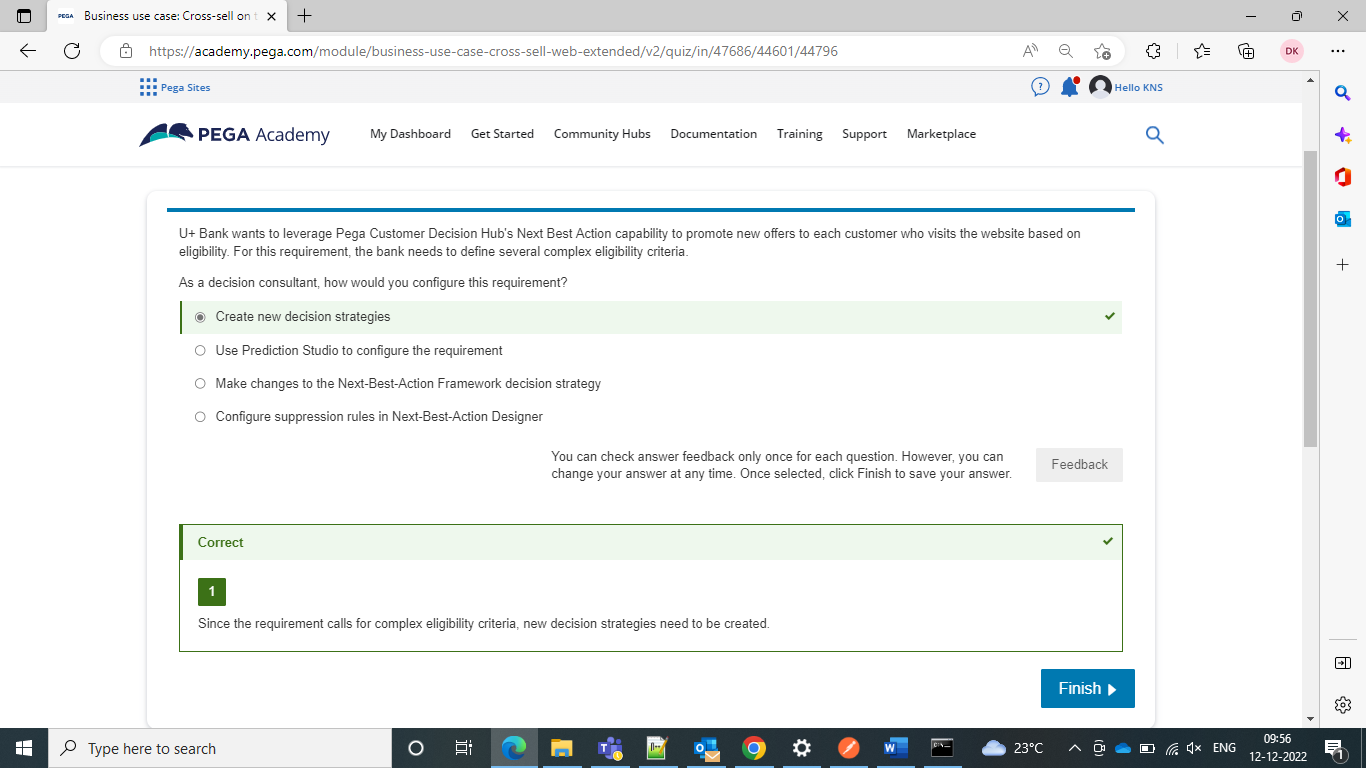 PEGA
Business use case: Cross-sell on t
https://academy.pega.com/module/business-use-case-cross-sell-web-extended/v2/quiz/in/47686/44601/44796
DK
Pega Sites
?
Hello KNS
PEGA Academy
My Dashboard
Get Started
Community Hubs
Documentation
Training
Support
Marketplace
U+ Bank wants to leverage Pega Customer Decision Hub's Next Best Action capability to promote new offers to each customer who visits the website based on
eligibility. For this requirement, the bank needs to define several complex eligibility criteria.
As a decision consultant, how would you configure this requirement?
Create new decision strategies
Use Prediction Studio to configure the requirement
Make changes to the Next-Best-Action Framework decision strategy
Configure suppression rules in Next-Best-Action Designer
You can check answer feedback only once for each question. However, you can
change your answer at any time. Once selected, click Finish to save your answer.
Feedback
Correct
1
Since the requirement calls for complex eligibility criteria, new decision strategies need to be created.
Finish
Type here to search
23°C
ENG
09:56
12-12-2022
1